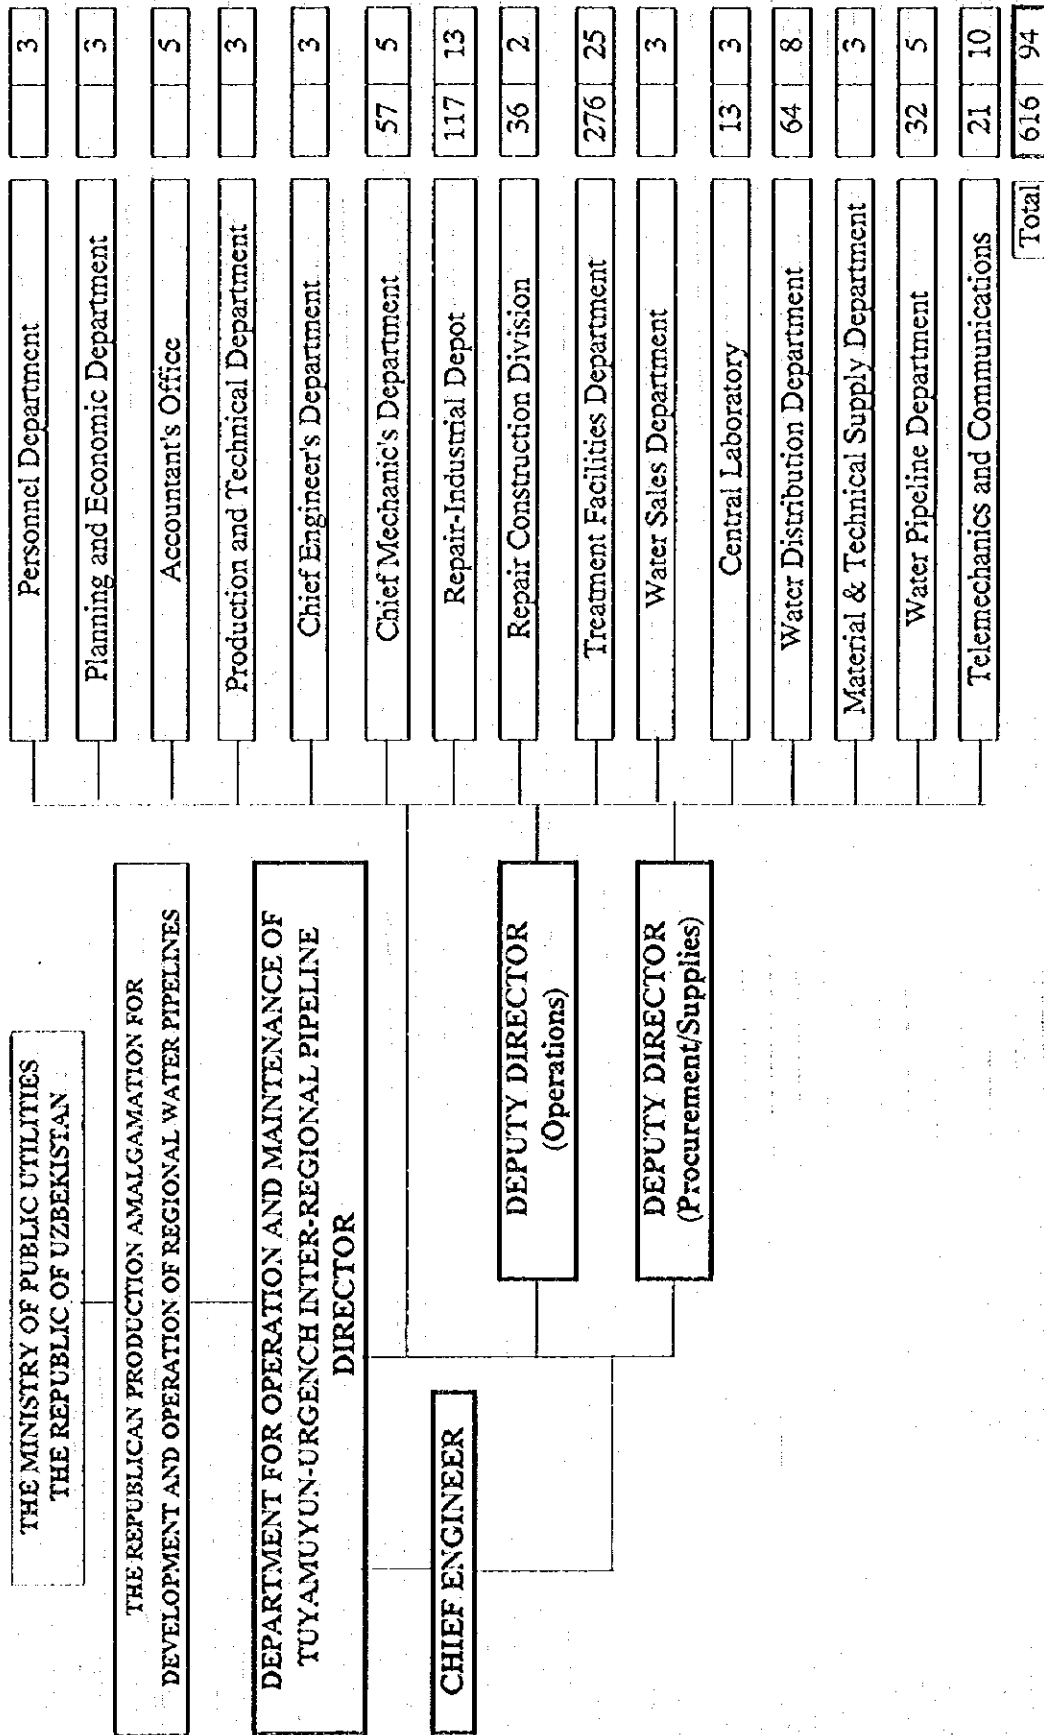 THE MINISTRY OF PUBLIC UTILITIES
THE REPUBLIC OF UZBEKISTAN
THE REPUBLICAN PRODUCTION AMALGAMATION FOR
DEVELOPMENT AND OPERATION OF REGIONAL WATER PIPELINES
DEPARTMENT FOR OPERATION AND MAINTENANCE OF
TUYAMUYUN-URGENCH INTER-REGIONAL PIPELINE
DIRECTOR
CHIEF ENGINEER
DEPUTY DIRECTOR
(Operations)
DEPUTY DIRECTOR
(Procurement/Supplies)
Personnel Department 3
Planning and Economic Department 3
Accountant's Office 5
Production and Technical Department 3
Chief Engineer's Department 3
Chief Mechanic's Department 57 5
Repair-Industrial Depot 117 13
Repair Construction Division 36 2
Treatment Facilities Department 276 25
Water Sales Department 3
Central Laboratory 13 3
Water Distribution Department 64 8
Material & Technical Supply Department 3
Water Pipeline Department 32 5
Telemechanics and Communications 21 10
Total 616 94